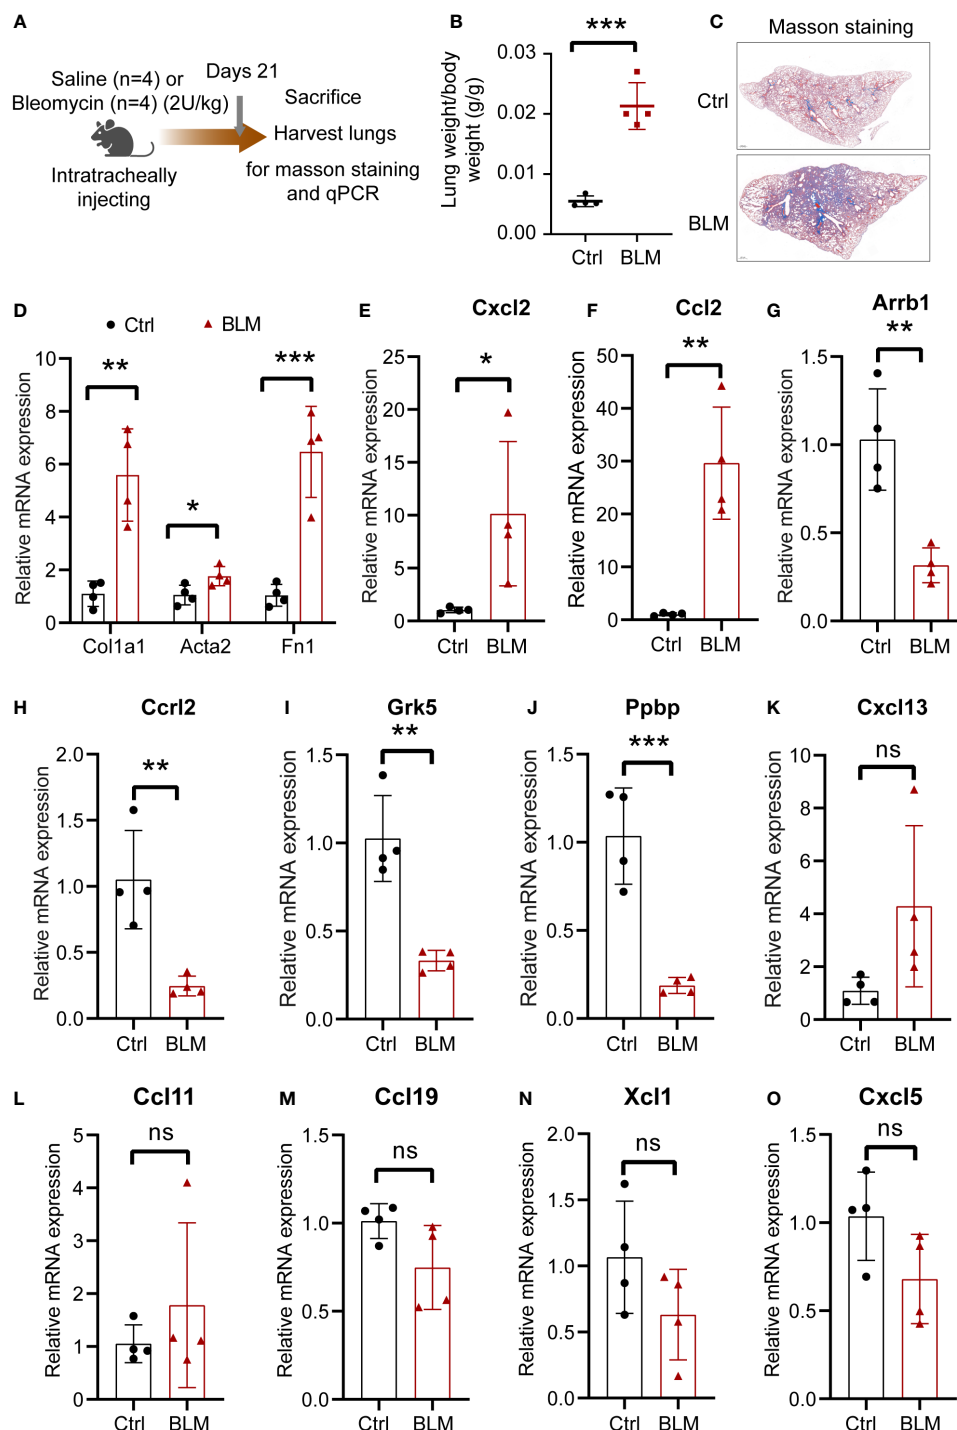 A
Saline (n=4) or
Bleomycin (n=4) (2U/kg)
Days 21
Sacrifice
Harvest lungs
for masson staining
and qPCR
Intratracheally
injecting
B
***
Lung weight/body
weight (g/g)
0.03
0.02
0.01
0.00
Ctrl BLM
C
Masson staining
Ctrl
BLM
D
Ctrl BLM
Relative mRNA expression
10
8
6
4
2
0
**
*
***
Col1a1 Acta2 Fn1
E
Cxcl2
Relative mRNA expression
25
20
15
10
5
0
*
Ctrl BLM
F
Ccl2
Relative mRNA expression
50
40
30
20
10
0
**
Ctrl BLM
G
Arrb1
Relative mRNA expression
1.5
1.0
0.5
0.0
**
Ctrl BLM
H
Ccrl2
Relative mRNA expression
2.0
1.5
1.0
0.5
0.0
**
Ctrl BLM
I
Grk5
Relative mRNA expression
1.5
1.0
0.5
0.0
**
Ctrl BLM
J
Ppbp
Relative mRNA expression
1.5
1.0
0.5
0.0
***
Ctrl BLM
K
Cxcl13
Relative mRNA expression
10
8
6
4
2
0
ns
Ctrl BLM
L
Ccl11
Relative mRNA expression
5
4
3
2
1
0
ns
Ctrl BLM
M
Ccl19
Relative mRNA expression
1.5
1.0
0.5
0.0
ns
Ctrl BLM
N
Xcl1
Relative mRNA expression
2.0
1.5
1.0
0.5
0.0
ns
Ctrl BLM
O
Cxcl5
Relative mRNA expression
1.5
1.0
0.5
0.0
ns
Ctrl BLM